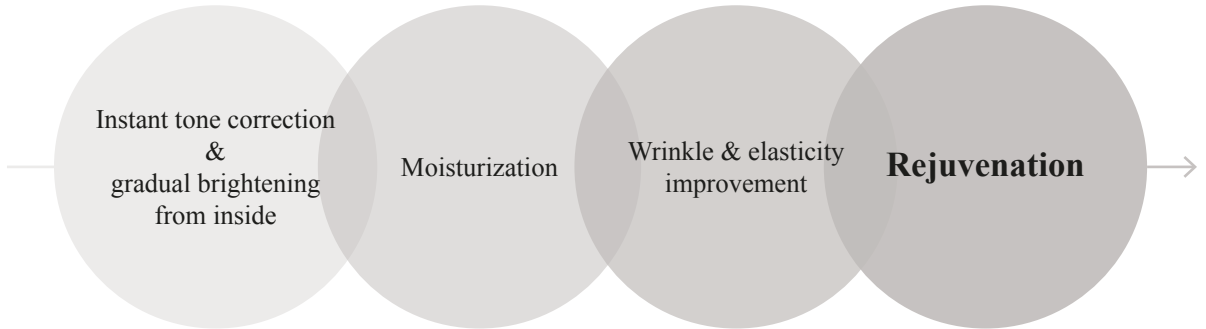 Instant tone correction
&
gradual brightening
from inside
Moisturization
Wrinkle & elasticity
improvement
Rejuvenation